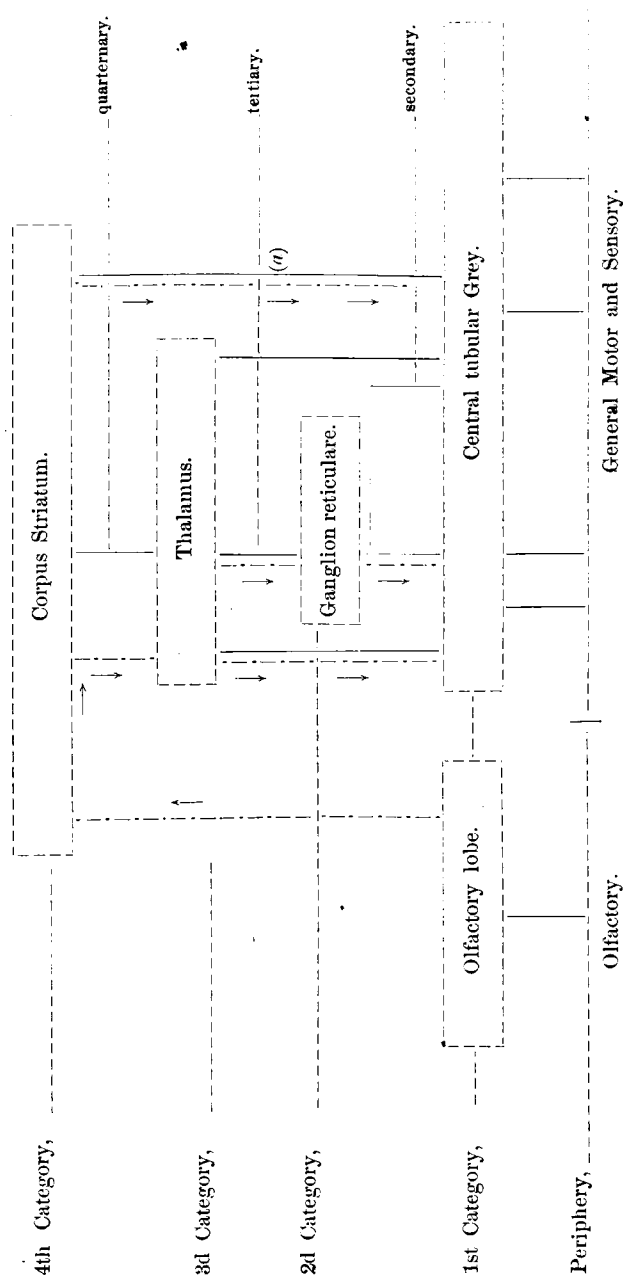 4th Category,
Corpus Striatum.
quarternary.
3d Category,
Thalamus.
tertiary.
(a)
2d Category,
Ganglion reticulare.
secondary.
1st Category,
Olfactory lobe.
Central tubular Grey.
Periphery,
Olfactory.
General Motor and Sensory.